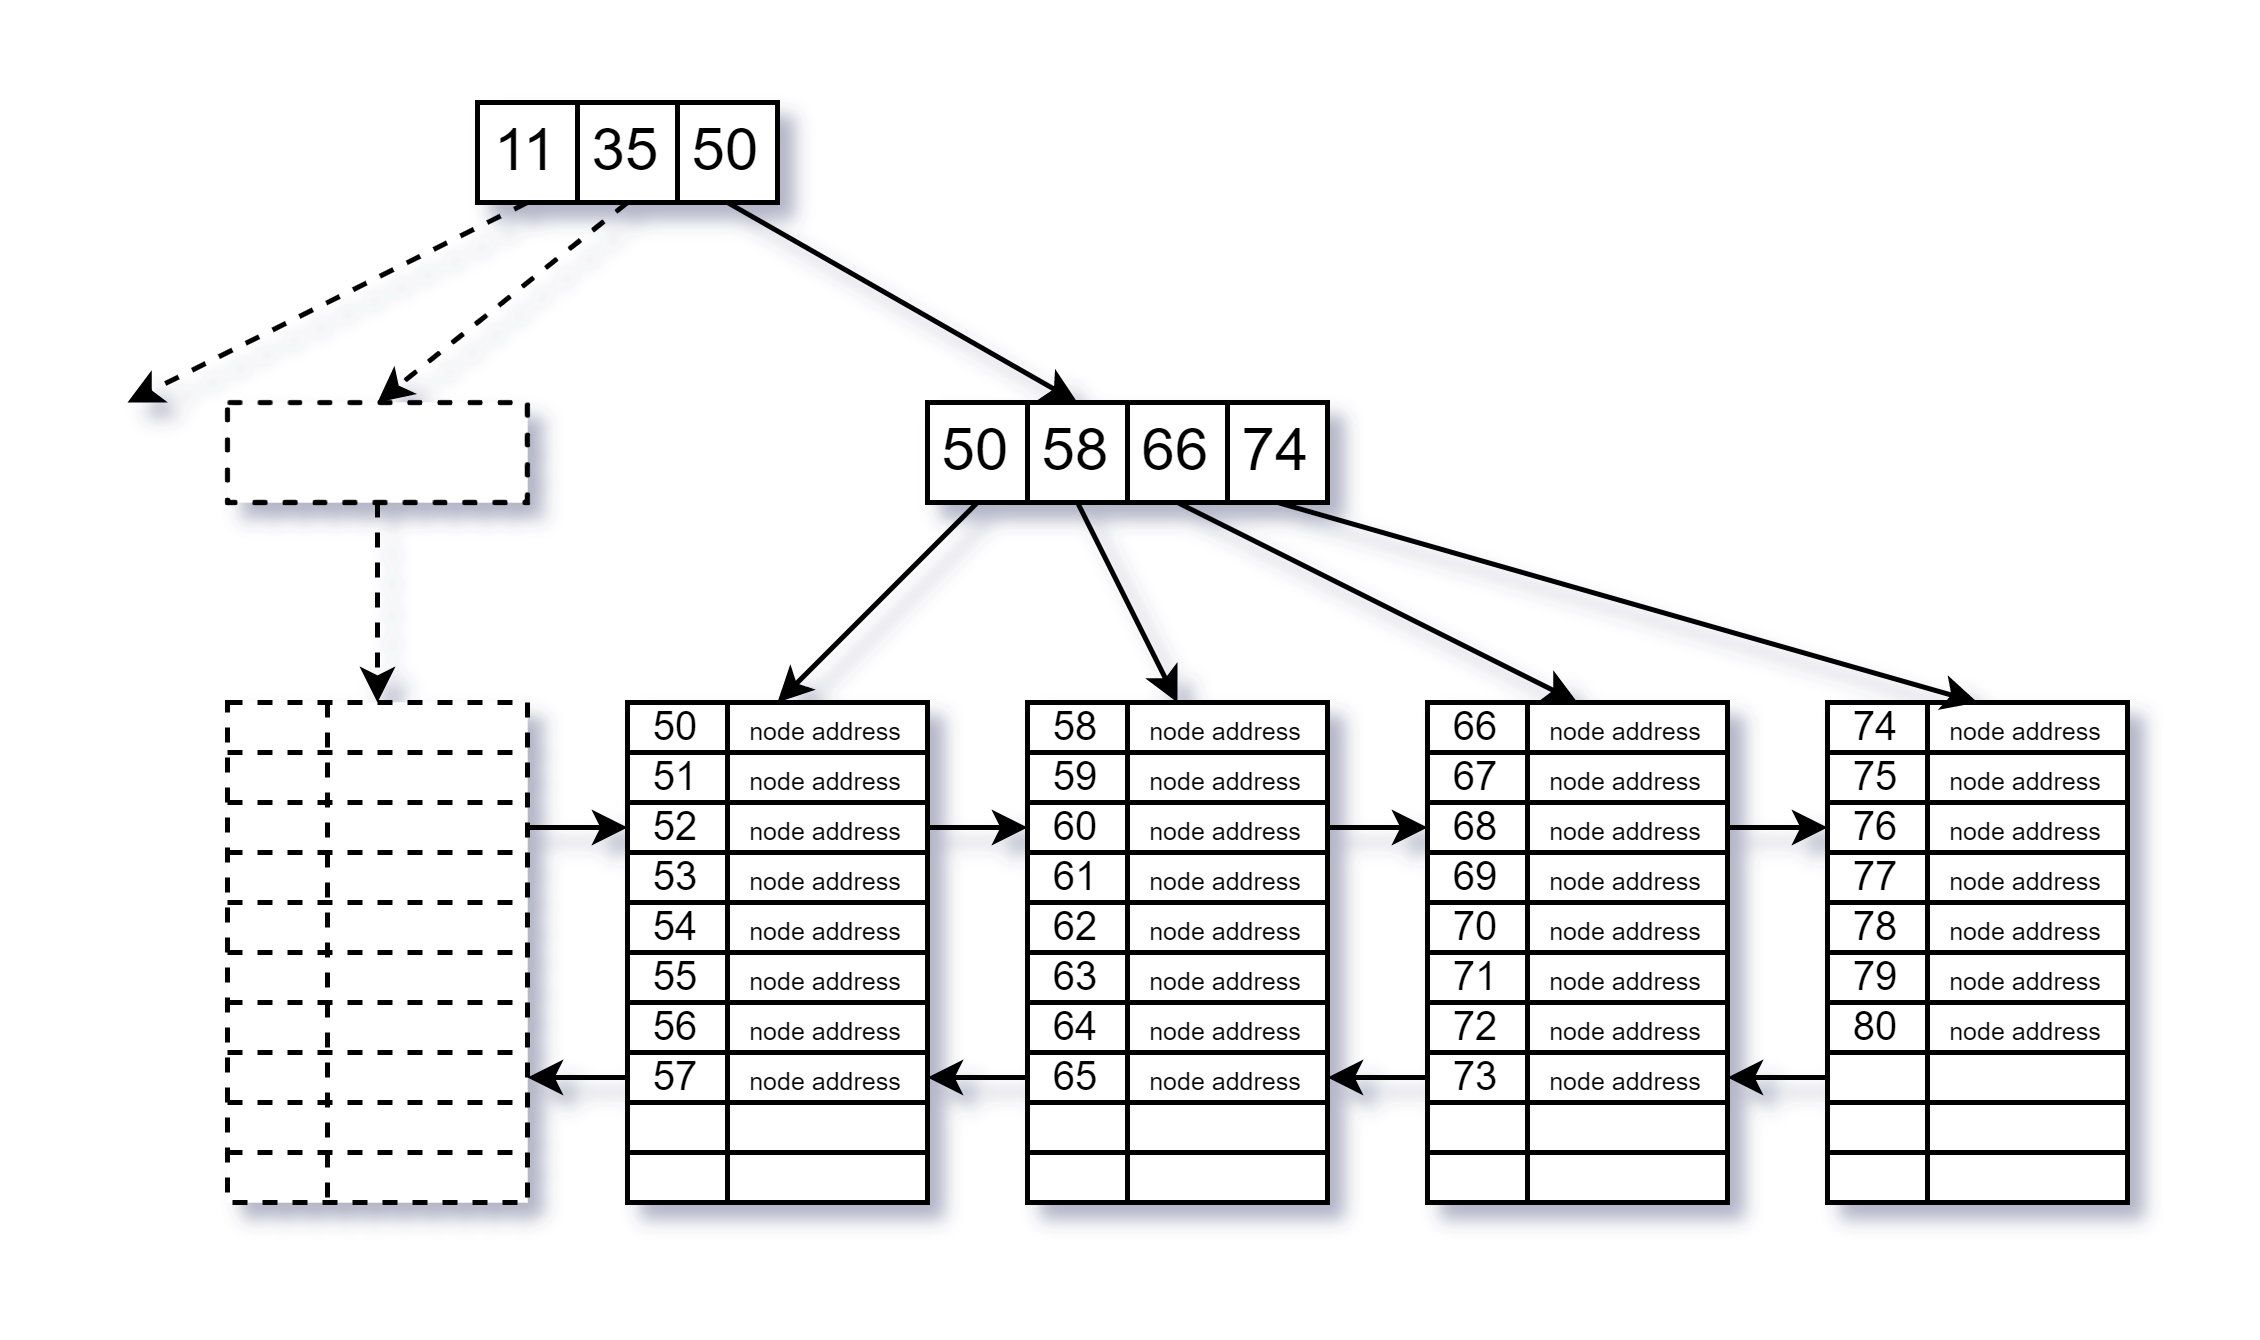 11 35 50
50 58 66 74
50 node address 58 node address 66 node address 74 node address
51 node address 59 node address 67 node address 75 node address
52 node address 60 node address 68 node address 76 node address
53 node address 61 node address 69 node address 77 node address
54 node address 62 node address 70 node address 78 node address
55 node address 63 node address 71 node address 79 node address
56 node address 64 node address 72 node address 80 node address
57 node address 65 node address 73 node address